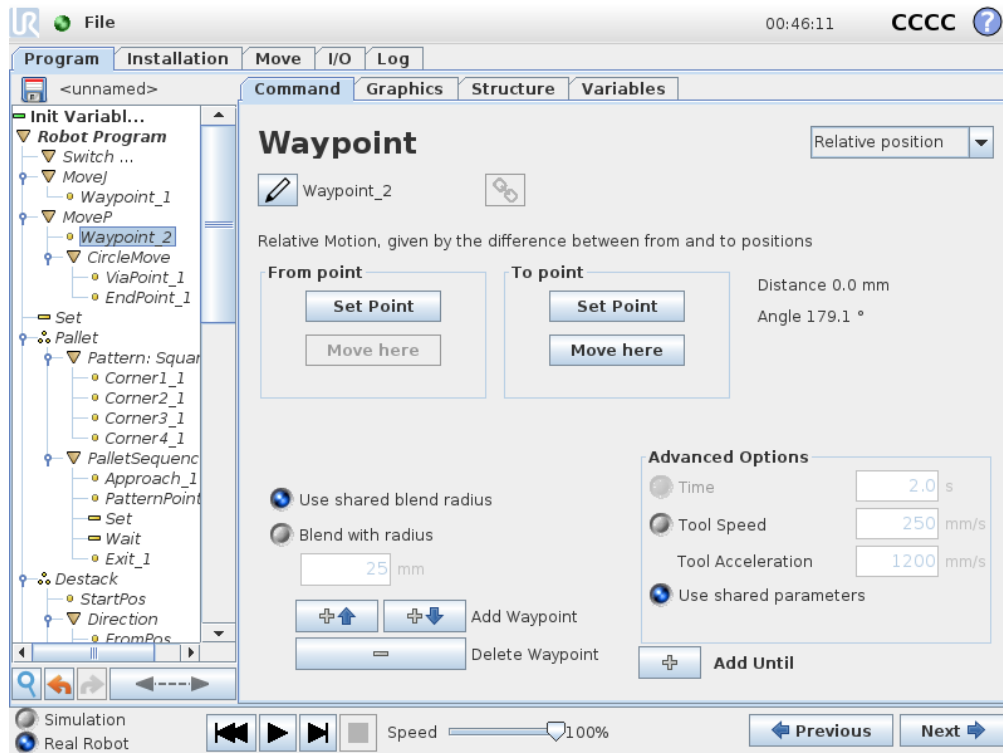 UR File 00:46:11 CCCC ?
Program Installation Move I/O Log
<unnamed>
Command Graphics Structure Variables
Init Variabl...
Robot Program
Switch ...
MoveJ
Waypoint_1
MoveP
Waypoint_2
CircleMove
ViaPoint_1
EndPoint_1
Set
Pallet
Pattern: Squar
Corner1_1
Corner2_1
Corner3_1
Corner4_1
PalletSequenc
Approach_1
PatternPoint
Set
Wait
Exit_1
Destack
StartPos
Direction
FromPos
Waypoint
Relative position
Waypoint_2
Relative Motion, given by the difference between from and to positions
From point
Set Point
Move here
To point
Set Point
Move here
Distance 0.0 mm
Angle 179.1 °
Use shared blend radius
Blend with radius
25 mm
Add Waypoint
Delete Waypoint
Advanced Options
Time 2.0 s
Tool Speed 250 mm/s
Tool Acceleration 1200 mm/s
Use shared parameters
Add Until
Simulation
Real Robot
Speed 100%
Previous Next